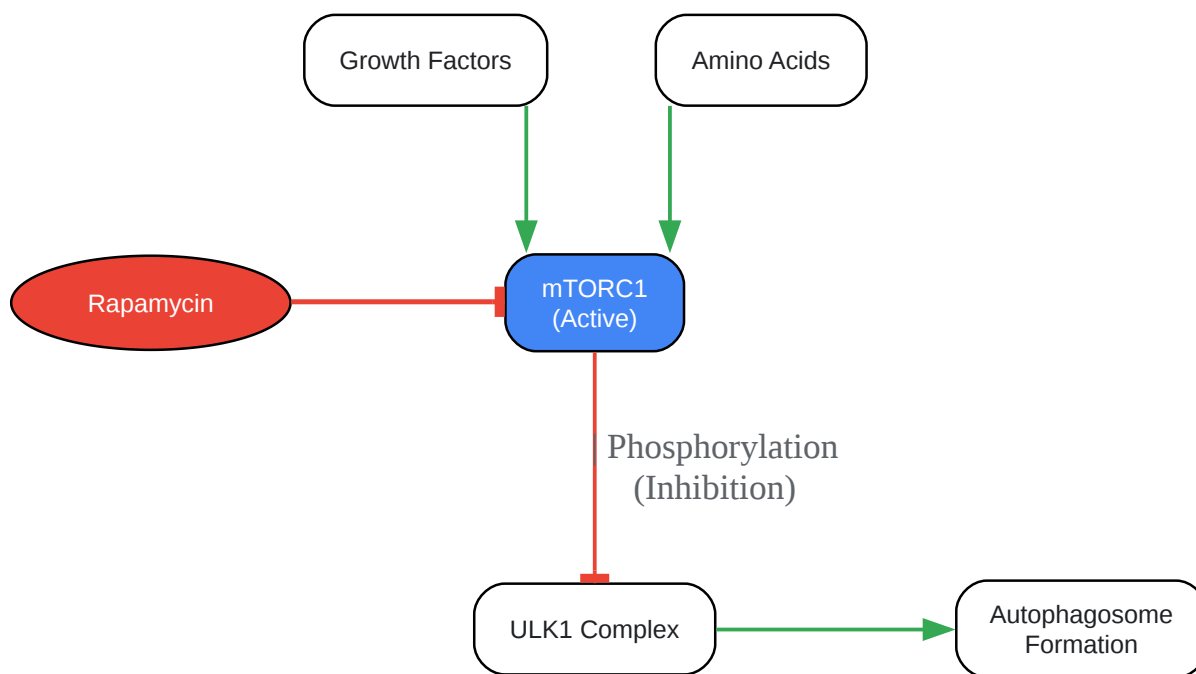 Growth Factors
Amino Acids
Rapamycin
mTORC1
(Active)
Phosphorylation
(Inhibition)
ULK1 Complex
Autophagosome
Formation